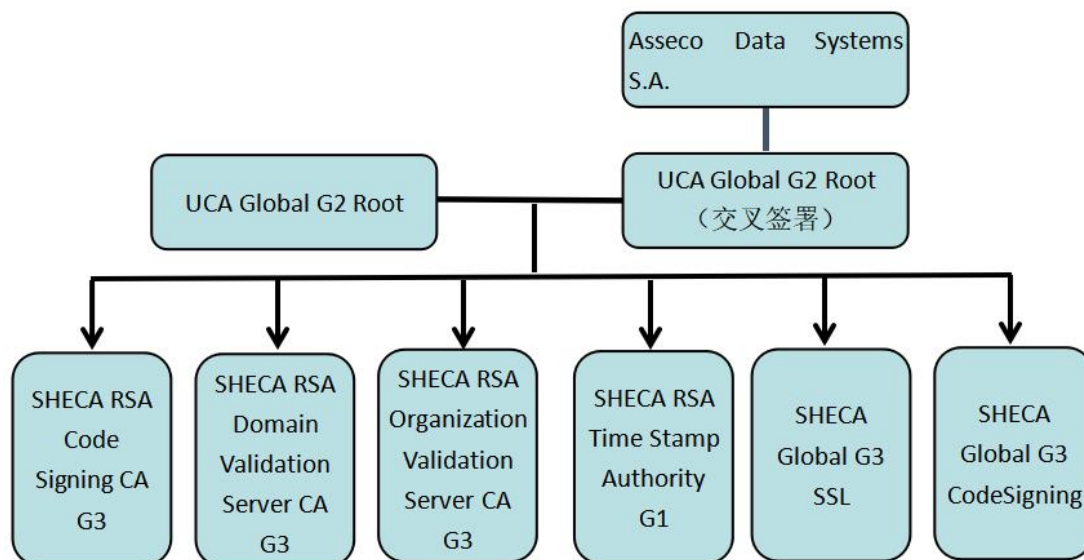 Asseco Data Systems
S.A.
UCA Global G2 Root
UCA Global G2 Root
（交叉签署）
SHECA RSA
Code
Signing CA
G3
SHECA RSA
Domain
Validation
Server CA
G3
SHECA RSA
Organization
Validation
Server CA
G3
SHECA RSA
Time Stamp
Authority
G1
SHECA
Global G3
SSL
SHECA
Global G3
CodeSigning